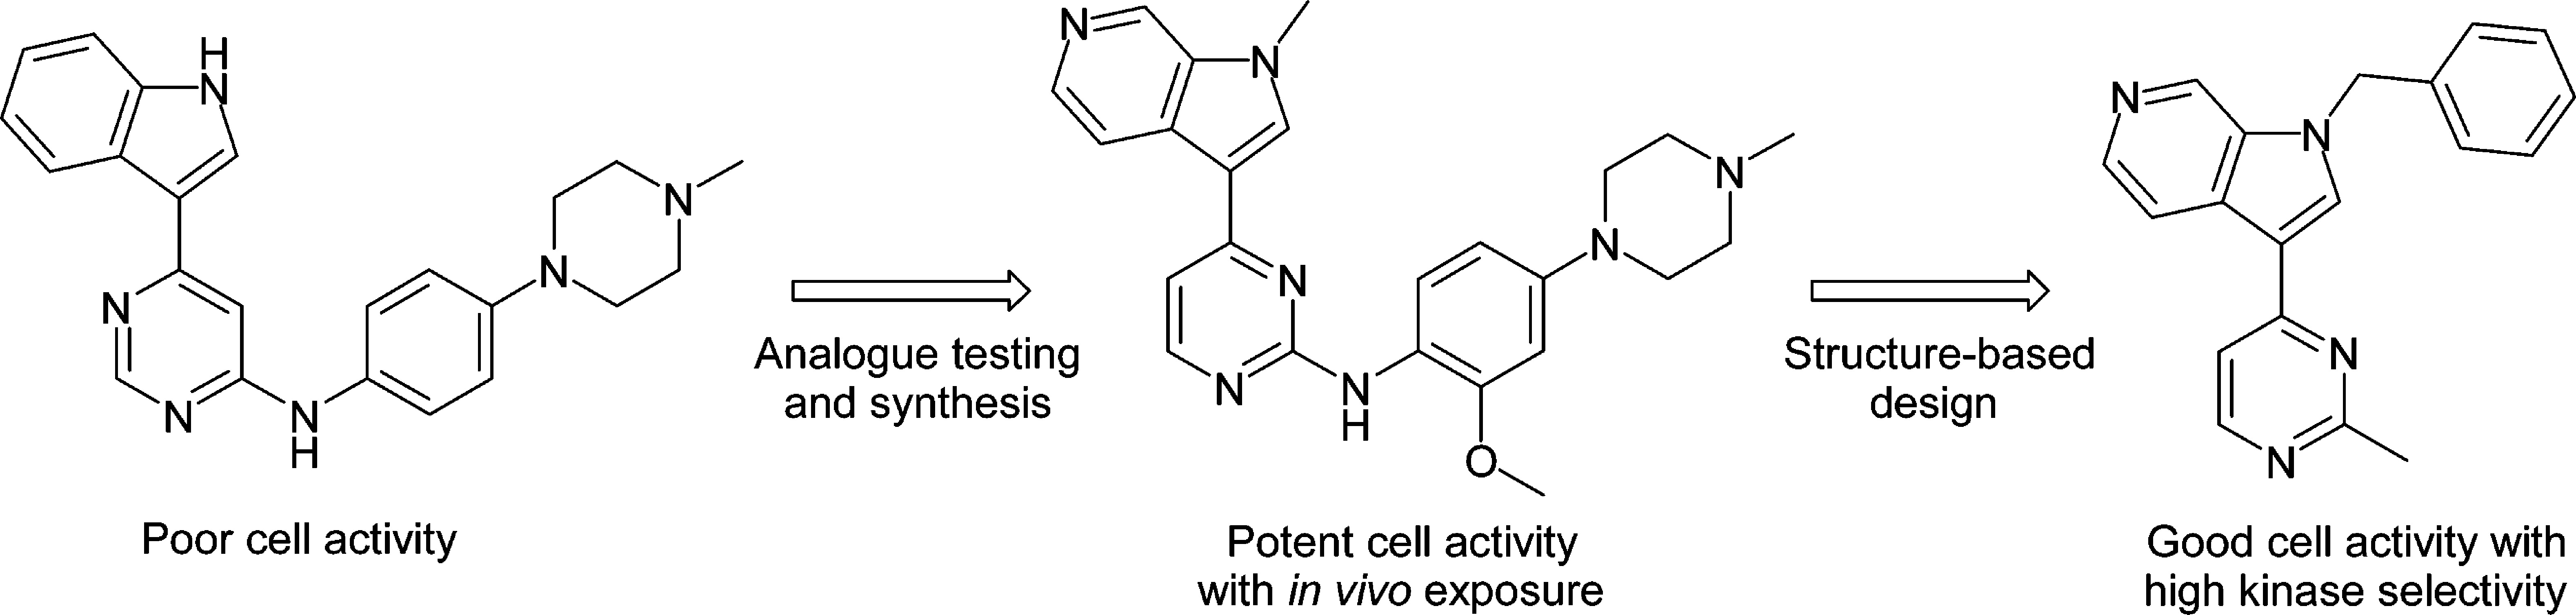 H
N
N
N
N
H
N
N
Poor cell activity
Analogue testing
and synthesis
N
N
N
N
N
H
O
N
N
Potent cell activity
with in vivo exposure
Structure-based
design
N
N
N
N
Good cell activity with
high kinase selectivity